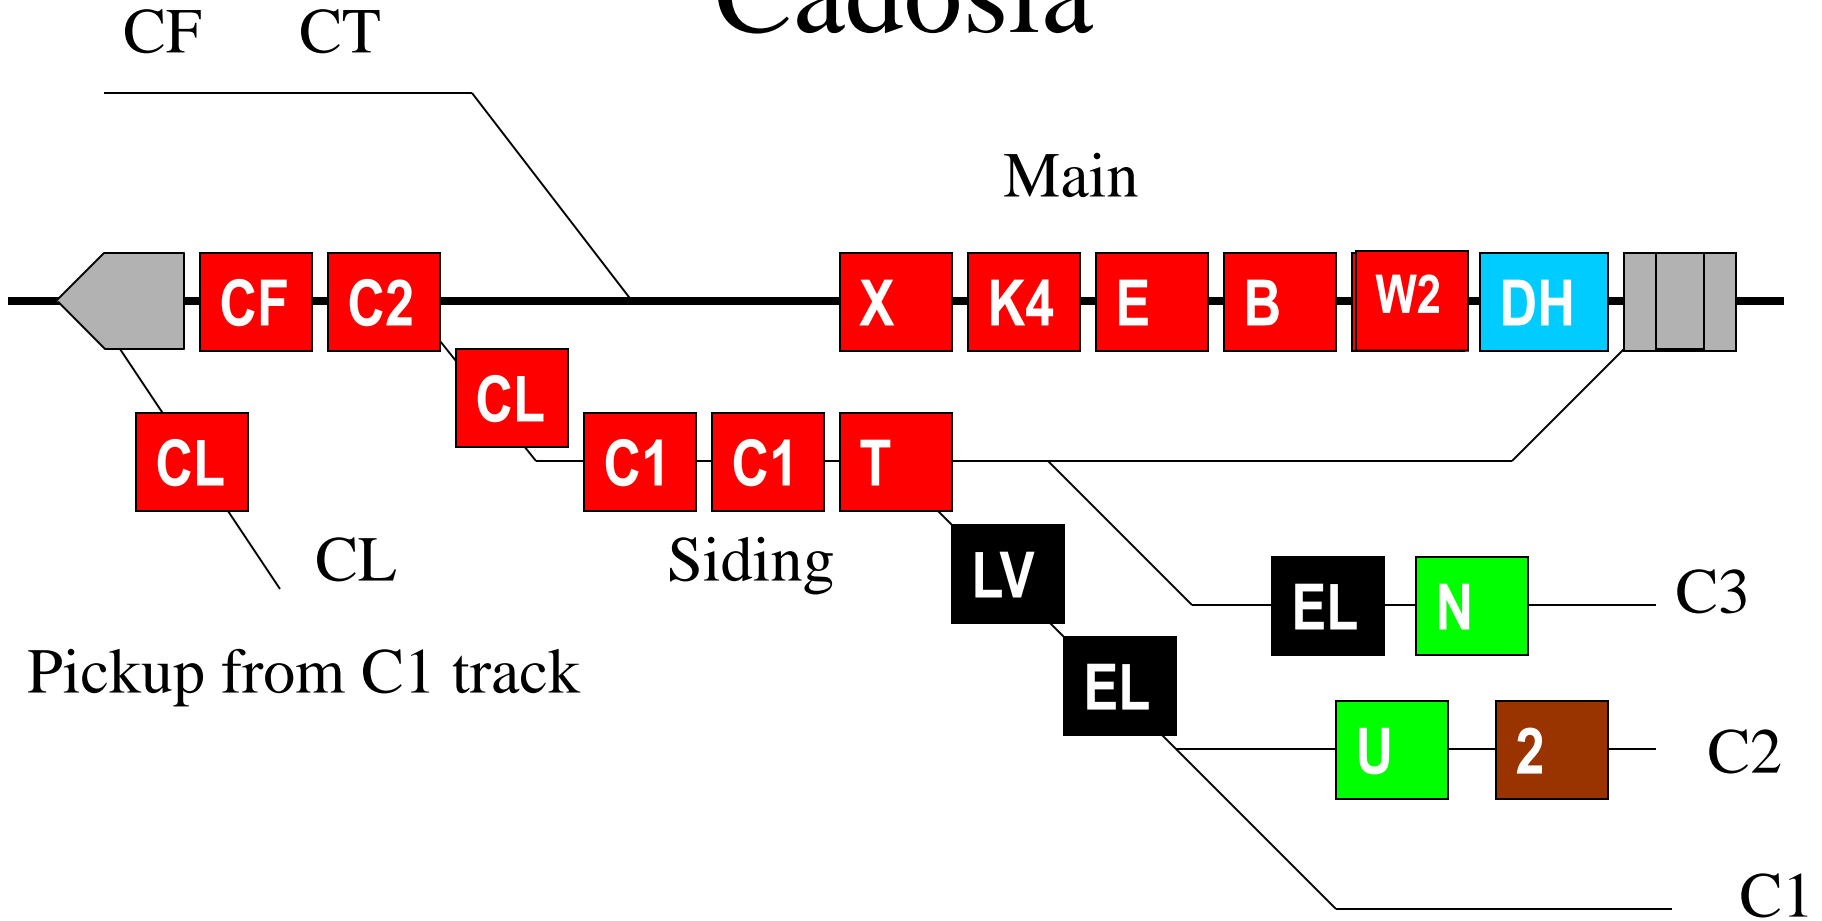 Cadosia
CF CT
Main
CF C2 X K4 E B W2 DH
CL
CL C1 C1 T
CL Siding LV
EL N C3
Pickup from C1 track EL
U 2 C2
C1